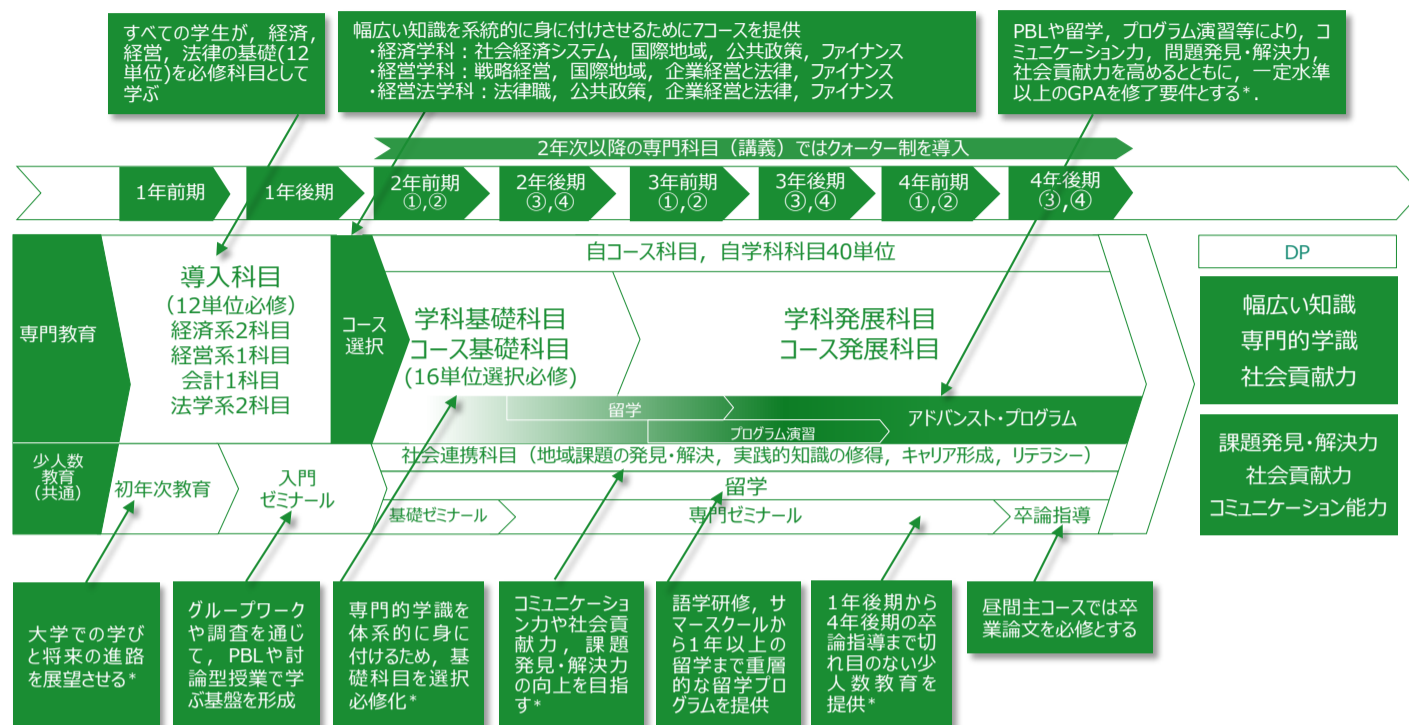 すべての学生が，経済，
経営，法律の基礎(12
単位)を必修科目として
学ぶ
幅広い知識を系統的に身に付けさせるために7コースを提供
・経済学科：社会経済システム，国際地域，公共政策，ファイナンス
・経営学科：戦略経営，国際地域，企業経営と法律，ファイナンス
・経営法学科：法律職，公共政策，企業経営と法律，ファイナンス
PBLや留学，プログラム演習等により，コ
ミュニケーション力，問題発見・解決力，
社会貢献力を高めるとともに，一定水準
以上のGPAを修了要件とする*．
2年次以降の専門科目（講義）ではクォーター制を導入
1年前期
1年後期
2年前期
①,②
2年後期
③,④
3年前期
①,②
3年後期
③,④
4年前期
①,②
4年後期
③,④
専門教育
導入科目
（12単位必修）
経済系2科目
経営系1科目
会計1科目
法学系2科目
コース
選択
自コース科目，自学科科目40単位
学科基礎科目
コース基礎科目
（16単位選択必修）
学科発展科目
コース発展科目
留学
プログラム演習
アドバンスト・プログラム
DP
幅広い知識
専門的学識
社会貢献力
課題発見・解決力
社会貢献力
コミュニケーション能力
少人数
教育
（共通）
初年次教育
入門
ゼミナール
社会連携科目（地域課題の発見・解決，実践的知識の修得，キャリア形成，リテラシー）
留学
基礎ゼミナール
専門ゼミナール
卒論指導
大学での学び
と将来の進路
を展望させる*
グループワーク
や調査を通じ
て，PBLや討
論型授業で学
ぶ基盤を形成
専門的学識を
体系的に身に
付けるため，基
礎科目を選択
必修化*
コミュニケーショ
ン力や社会貢
献力，課題
発見・解決力
の向上を目指
す*
語学研修，サ
マースクールか
ら1年以上の
留学まで重層
的な留学プロ
グラムを提供
1年後期から
4年後期の卒
論指導まで切
れ目のない少
人数教育を
提供*
昼間主コースでは卒
業論文を必修とする